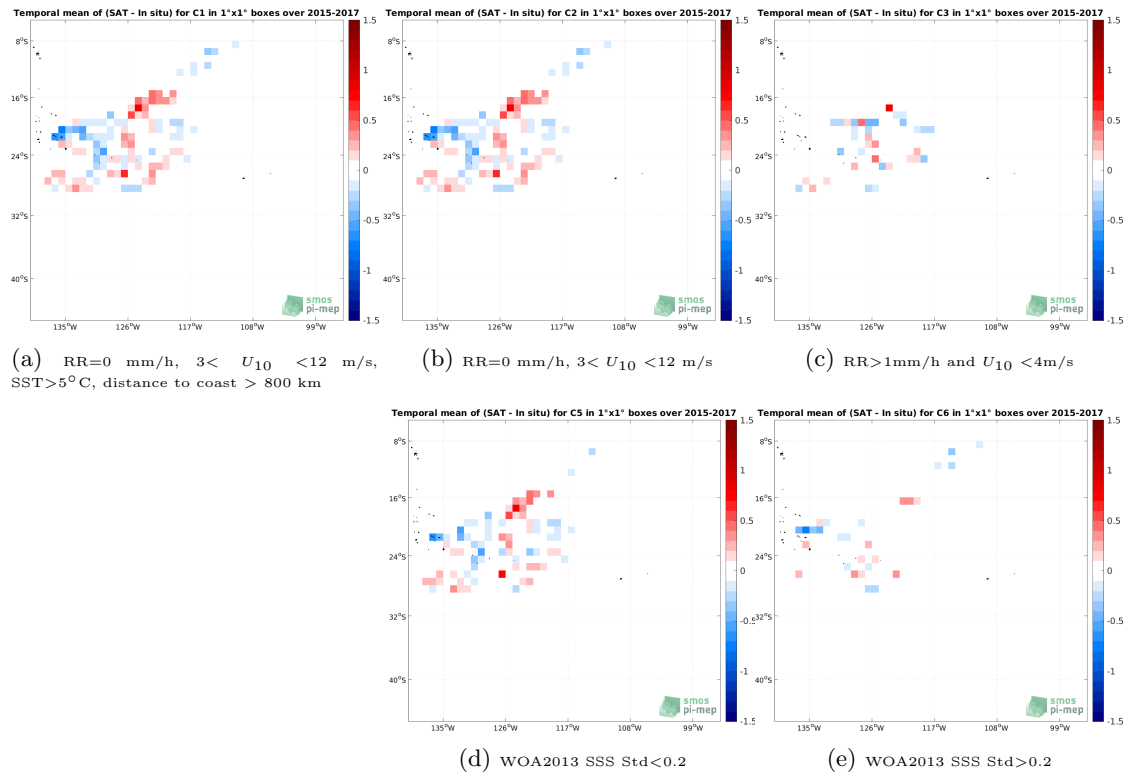 Temporal mean of (SAT - In situ) for C1 in 1°x1° boxes over 2015-2017
8°S
16°S
24°S
32°S
40°S
135°W
126°W
117°W
108°W
99°W
1.5
1
0.5
0
-0.5
-1
-1.5
smos
pi-mep
(a) RR=0 mm/h, 3< U10 <12 m/s,
SST>5°C, distance to coast > 800 km
Temporal mean of (SAT - In situ) for C2 in 1°x1° boxes over 2015-2017
8°S
16°S
24°S
32°S
40°S
135°W
126°W
117°W
108°W
99°W
1.5
1
0.5
0
-0.5
-1
-1.5
smos
pi-mep
(b) RR=0 mm/h, 3< U10 <12 m/s
Temporal mean of (SAT - In situ) for C3 in 1°x1° boxes over 2015-2017
8°S
16°S
24°S
32°S
40°S
135°W
126°W
117°W
108°W
99°W
1.5
1
0.5
0
-0.5
-1
-1.5
smos
pi-mep
(c) RR>1mm/h and U10 <4m/s
Temporal mean of (SAT - In situ) for C5 in 1°x1° boxes over 2015-2017
8°S
16°S
24°S
32°S
40°S
135°W
126°W
117°W
108°W
99°W
1.5
1
0.5
0
-0.5
-1
-1.5
smos
pi-mep
(d) WOA2013 SSS Std<0.2
Temporal mean of (SAT - In situ) for C6 in 1°x1° boxes over 2015-2017
8°S
16°S
24°S
32°S
40°S
135°W
126°W
117°W
108°W
99°W
1.5
1
0.5
0
-0.5
-1
-1.5
smos
pi-mep
(e) WOA2013 SSS Std>0.2